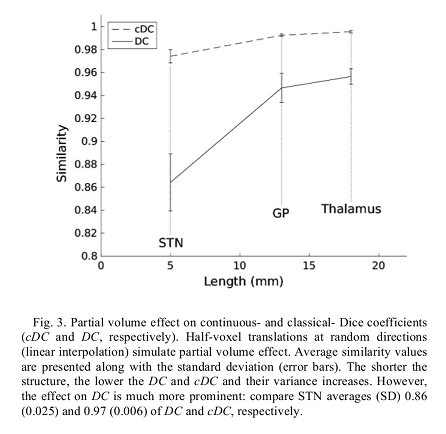 1
0.98
0.96
0.94
0.92
0.9
0.88
0.86
0.84
0.82
0.8
Similarity
cDC
DC
STN
GP
Thalamus
0 5 10 15 20
Length (mm)
Fig. 3. Partial volume effect on continuous- and classical- Dice coefficients
(cDC and DC, respectively). Half-voxel translations at random directions
(linear interpolation) simulate partial volume effect. Average similarity values
are presented along with the standard deviation (error bars). The shorter the
structure, the lower the DC and cDC and their variance increases. However,
the effect on DC is much more prominent: compare STN averages (SD) 0.86
(0.025) and 0.97 (0.006) of DC and cDC, respectively.